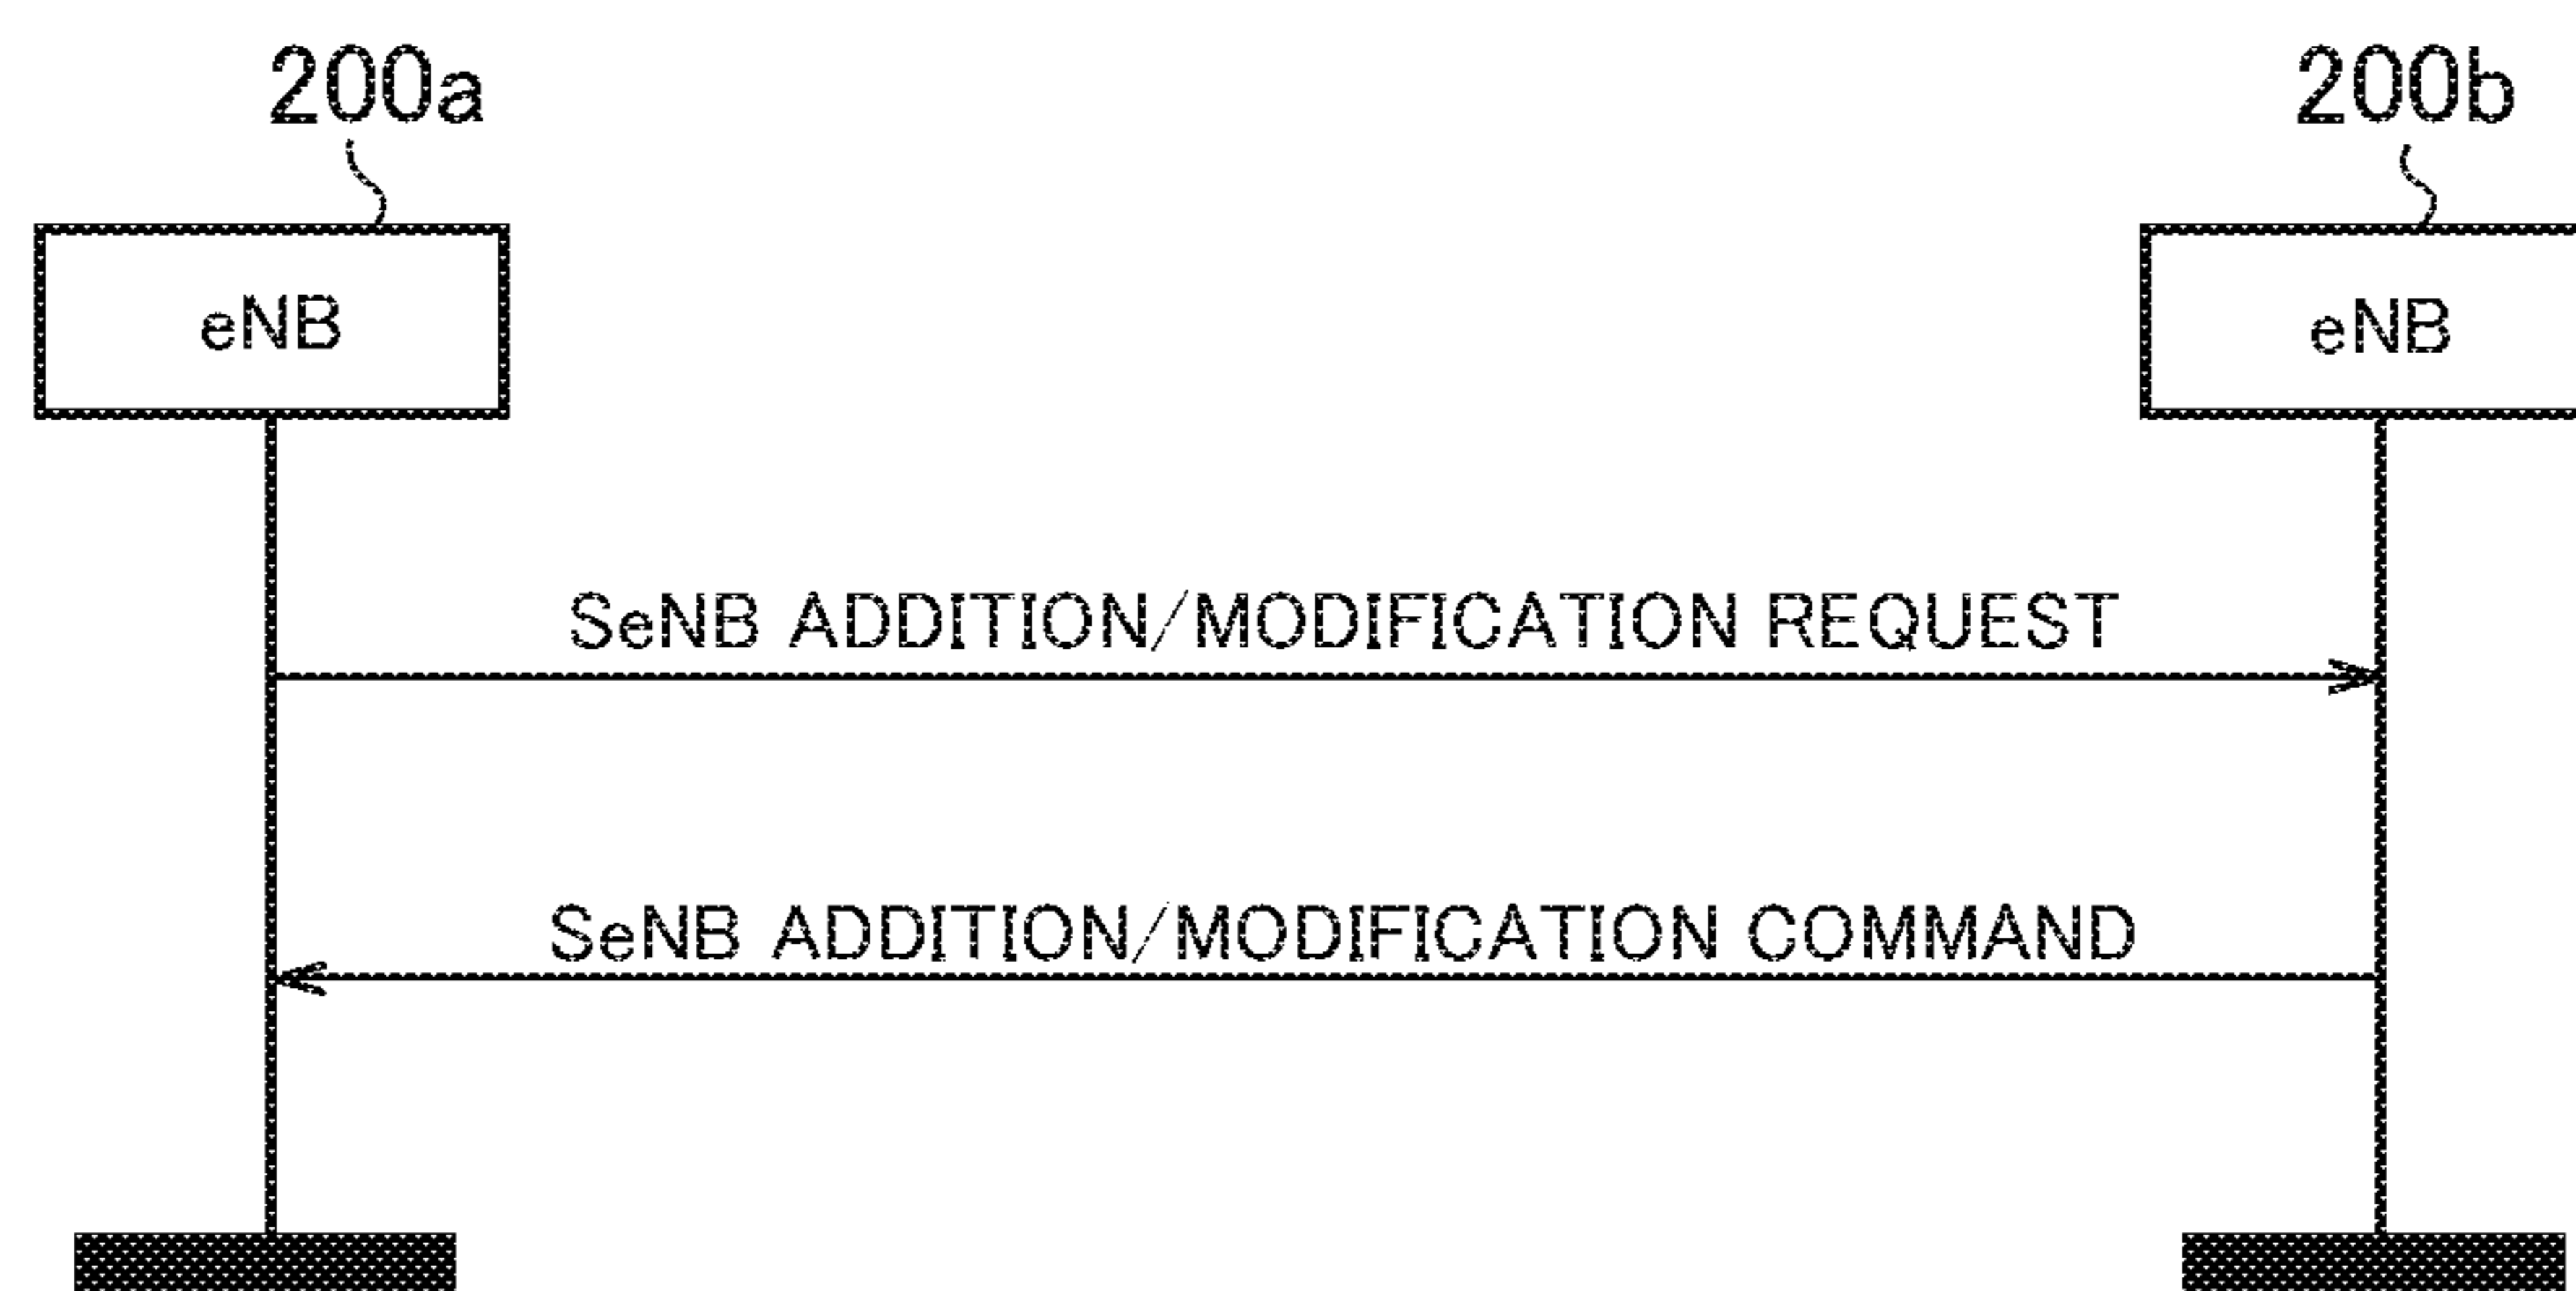 200a
200b
eNB
eNB
SeNB ADDITION/MODIFICATION REQUEST
SeNB ADDITION/MODIFICATION COMMAND